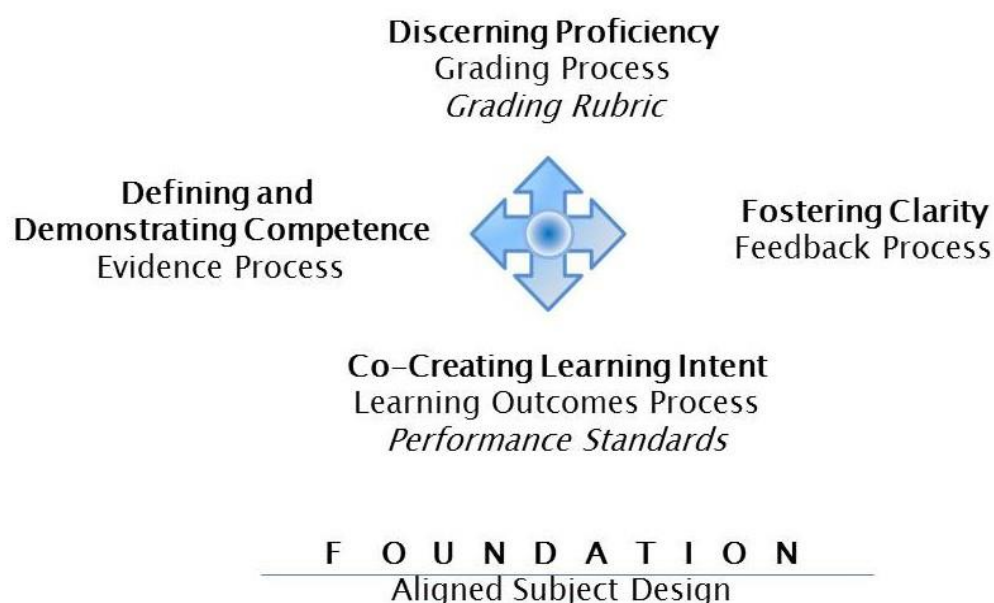 Discerning Proficiency
Grading Process
Grading Rubric
Defining and
Demonstrating Competence
Evidence Process
Fostering Clarity
Feedback Process
Co-Creating Learning Intent
Learning Outcomes Process
Performance Standards
F O U N D A T I O N
Aligned Subject Design